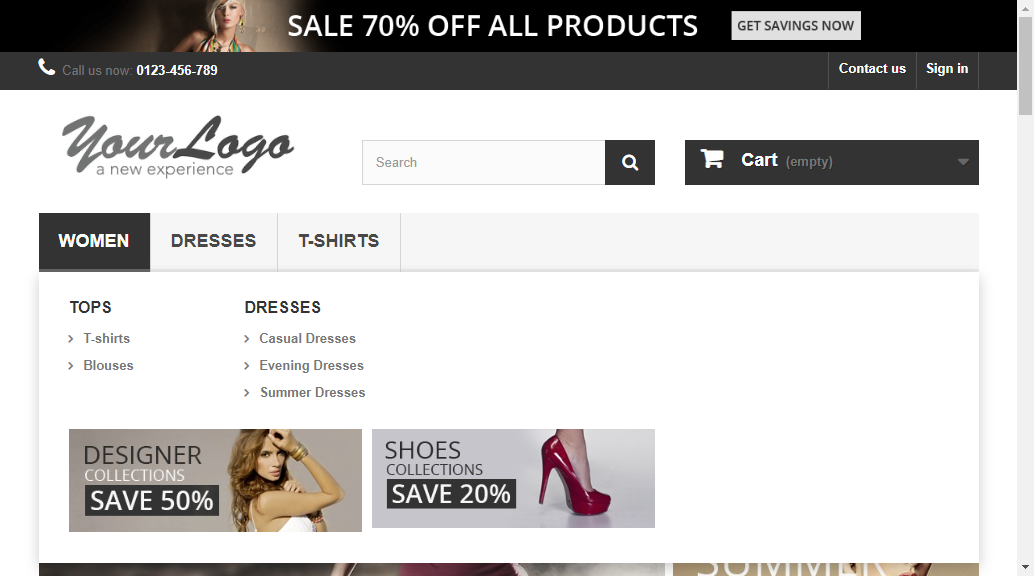 SALE 70% OFF ALL PRODUCTS GET SAVINGS NOW
Call us now: 0123-456-789 Contact us Sign in
YourLogo
a new experience
Search
Cart (empty)
WOMEN DRESSES T-SHIRTS
TOPS
T-shirts
Blouses
DRESSES
Casual Dresses
Evening Dresses
Summer Dresses
DESIGNER
COLLECTIONS
SAVE 50%
SHOES
COLLECTIONS
SAVE 20%
SUMMER